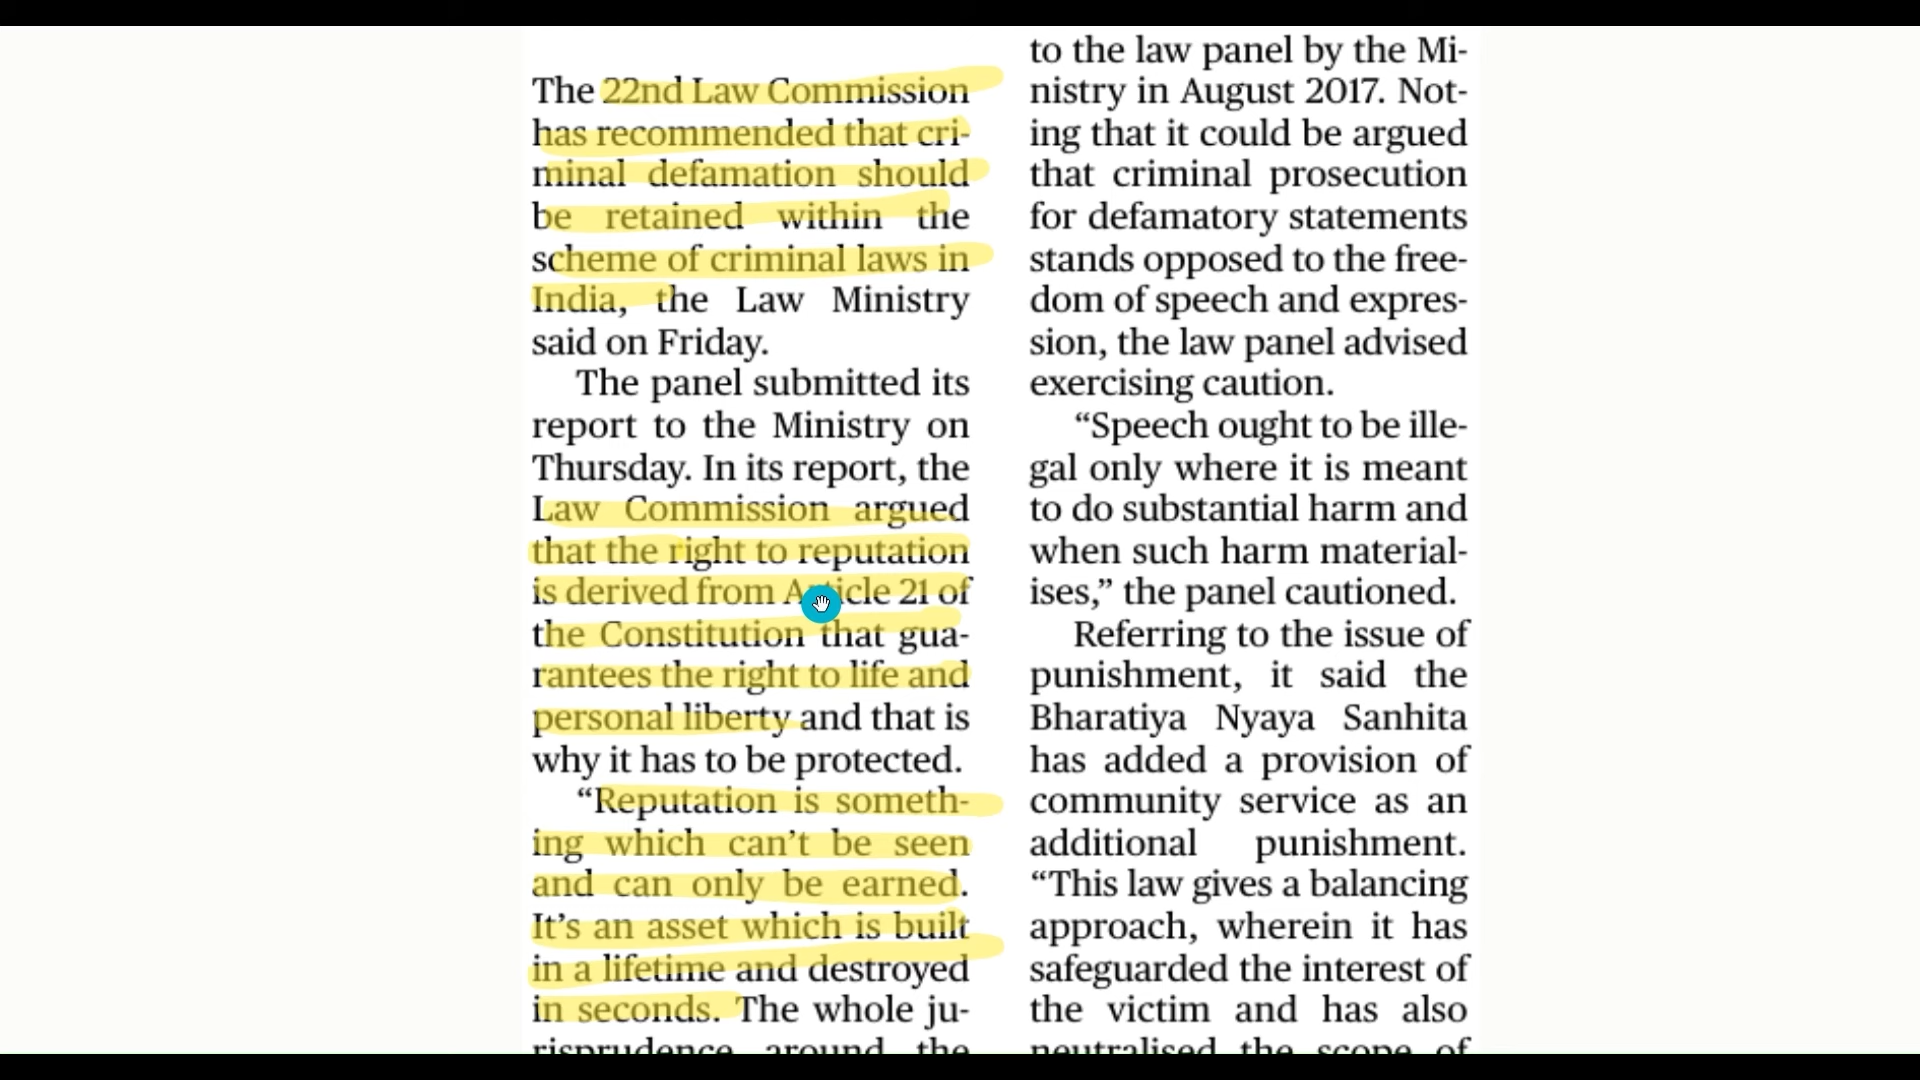 The 22nd Law Commission
has recommended that cri-
minal defamation should
be retained within the
scheme of criminal laws in
India, the Law Ministry
said on Friday.
The panel submitted its
report to the Ministry on
Thursday. In its report, the
Law Commission argued
that the right to reputation
is derived from Article 21 of
the Constitution that gua-
rantees the right to life and
personal liberty and that is
why it has to be protected.
“Reputation is someth-
ing which can’t be seen
and can only be earned.
It’s an asset which is built
in a lifetime and destroyed
in seconds. The whole ju-
risprudence around the
to the law panel by the Mi-
nistry in August 2017. Not-
ing that it could be argued
that criminal prosecution
for defamatory statements
stands opposed to the free-
dom of speech and expres-
sion, the law panel advised
exercising caution.
“Speech ought to be ille-
gal only where it is meant
to do substantial harm and
when such harm material-
ises,” the panel cautioned.
Referring to the issue of
punishment, it said the
Bharatiya Nyaya Sanhita
has added a provision of
community service as an
additional punishment.
“This law gives a balancing
approach, wherein it has
safeguarded the interest of
the victim and has also
neutralised the scope of